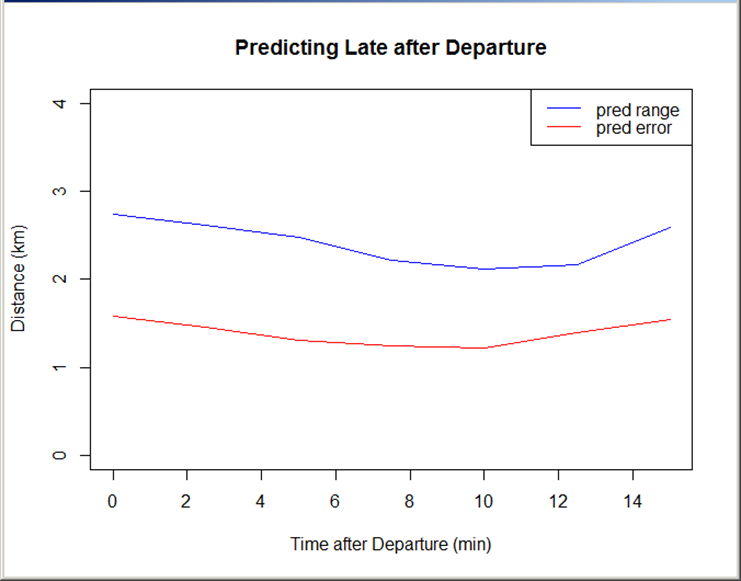 Predicting Late after Departure
pred range
pred error
4
3
2
1
0
Distance (km)
0 2 4 6 8 10 12 14
Time after Departure (min)